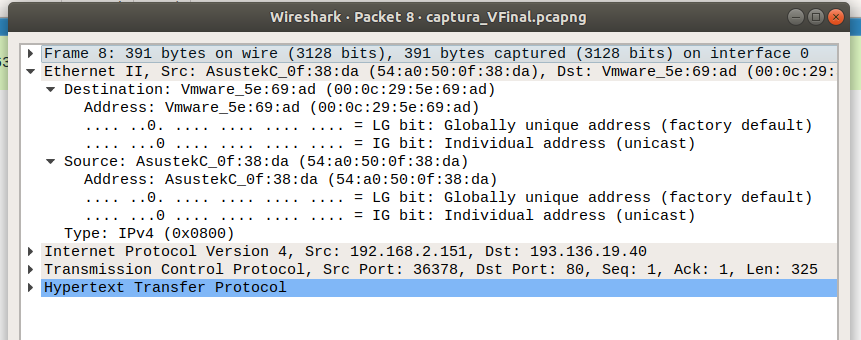 Wireshark · Packet 8 · captura_VFinal.pcapng
Frame 8: 391 bytes on wire (3128 bits), 391 bytes captured (3128 bits) on interface 0
Ethernet II, Src: AsustekC_0f:38:da (54:a0:50:0f:38:da), Dst: Vmware_5e:69:ad (00:0c:29:
Destination: Vmware_5e:69:ad (00:0c:29:5e:69:ad)
Address: Vmware_5e:69:ad (00:0c:29:5e:69:ad)
.... ..0. .... .... .... .... = LG bit: Globally unique address (factory default)
.... ...0 .... .... .... .... = IG bit: Individual address (unicast)
Source: AsustekC_0f:38:da (54:a0:50:0f:38:da)
Address: AsustekC_0f:38:da (54:a0:50:0f:38:da)
.... ..0. .... .... .... .... = LG bit: Globally unique address (factory default)
.... ...0 .... .... .... .... = IG bit: Individual address (unicast)
Type: IPv4 (0x0800)
Internet Protocol Version 4, Src: 192.168.2.151, Dst: 193.136.19.40
Transmission Control Protocol, Src Port: 36378, Dst Port: 80, Seq: 1, Ack: 1, Len: 325
Hypertext Transfer Protocol